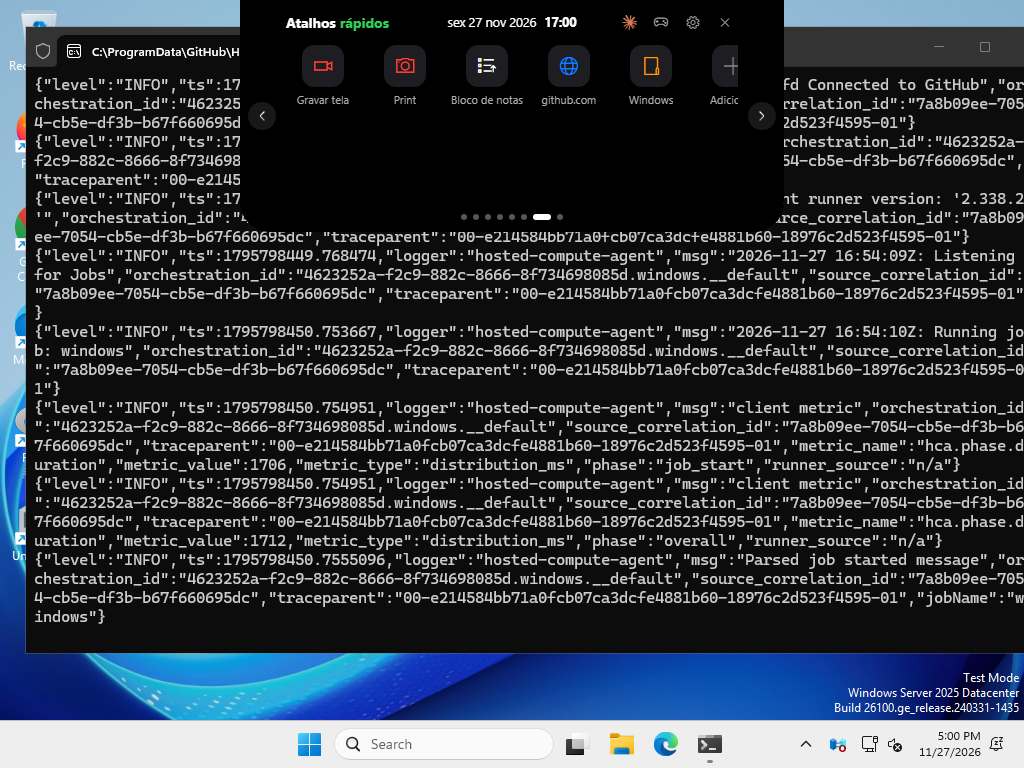 Atalhos rápidos
sex 27 nov 2026 17:00
C:\ProgramData\GitHub\H
Gravar tela
Print
Bloco de notas
github.com
Windows
Adicio
{"level":"INFO","ts":17
fd Connected to GitHub","or
chestration_id":"462325
correlation_id":"7a8b09ee-705
4-cb5e-df3b-b67f660695d
2d523f4595-01"}
{"level":"INFO","ts":17
rchestration_id":"4623252a-
f2c9-882c-8666-8f734698
54-cb5e-df3b-b67f660695dc",
"traceparent":"00-e2145
{"level":"INFO","ts":17
nt runner version: '2.338.2
'","orchestration_id":"4
rce_correlation_id":"7a8b09
ee-7054-cb5e-df3b-b67f660695dc","traceparent":"00-e214584bb71a0fcb07ca3dcfe4881b60-18976c2d523f4595-01"}
{"level":"INFO","ts":1795798449.768474,"logger":"hosted-compute-agent","msg":"2026-11-27 16:54:09Z: Listening
for Jobs","orchestration_id":"4623252a-f2c9-882c-8666-8f734698085d.windows.__default","source_correlation_id":
"7a8b09ee-7054-cb5e-df3b-b67f660695dc","traceparent":"00-e214584bb71a0fcb07ca3dcfe4881b60-18976c2d523f4595-01"
}
{"level":"INFO","ts":1795798450.753667,"logger":"hosted-compute-agent","msg":"2026-11-27 16:54:10Z: Running jo
b: windows","orchestration_id":"4623252a-f2c9-882c-8666-8f734698085d.windows.__default","source_correlation_id
":"7a8b09ee-7054-cb5e-df3b-b67f660695dc","traceparent":"00-e214584bb71a0fcb07ca3dcfe4881b60-18976c2d523f4595-0
1"}
{"level":"INFO","ts":1795798450.754951,"logger":"hosted-compute-agent","msg":"client metric","orchestration_id
":"4623252a-f2c9-882c-8666-8f734698085d.windows.__default","source_correlation_id":"7a8b09ee-7054-cb5e-df3b-b6
7f660695dc","traceparent":"00-e214584bb71a0fcb07ca3dcfe4881b60-18976c2d523f4595-01","metric_name":"hca.phase.d
uration","metric_value":1706,"metric_type":"distribution_ms","phase":"job_start","runner_source":"n/a"}
{"level":"INFO","ts":1795798450.754951,"logger":"hosted-compute-agent","msg":"client metric","orchestration_id
":"4623252a-f2c9-882c-8666-8f734698085d.windows.__default","source_correlation_id":"7a8b09ee-7054-cb5e-df3b-b6
7f660695dc","traceparent":"00-e214584bb71a0fcb07ca3dcfe4881b60-18976c2d523f4595-01","metric_name":"hca.phase.d
uration","metric_value":1712,"metric_type":"distribution_ms","phase":"overall","runner_source":"n/a"}
{"level":"INFO","ts":1795798450.7555096,"logger":"hosted-compute-agent","msg":"Parsed job started message","or
chestration_id":"4623252a-f2c9-882c-8666-8f734698085d.windows.__default","source_correlation_id":"7a8b09ee-705
4-cb5e-df3b-b67f660695dc","traceparent":"00-e214584bb71a0fcb07ca3dcfe4881b60-18976c2d523f4595-01","jobName":"w
indows"}
Test Mode
Windows Server 2025 Datacenter
Build 26100.ge_release.240331-1435
Search
5:00 PM
11/27/2026